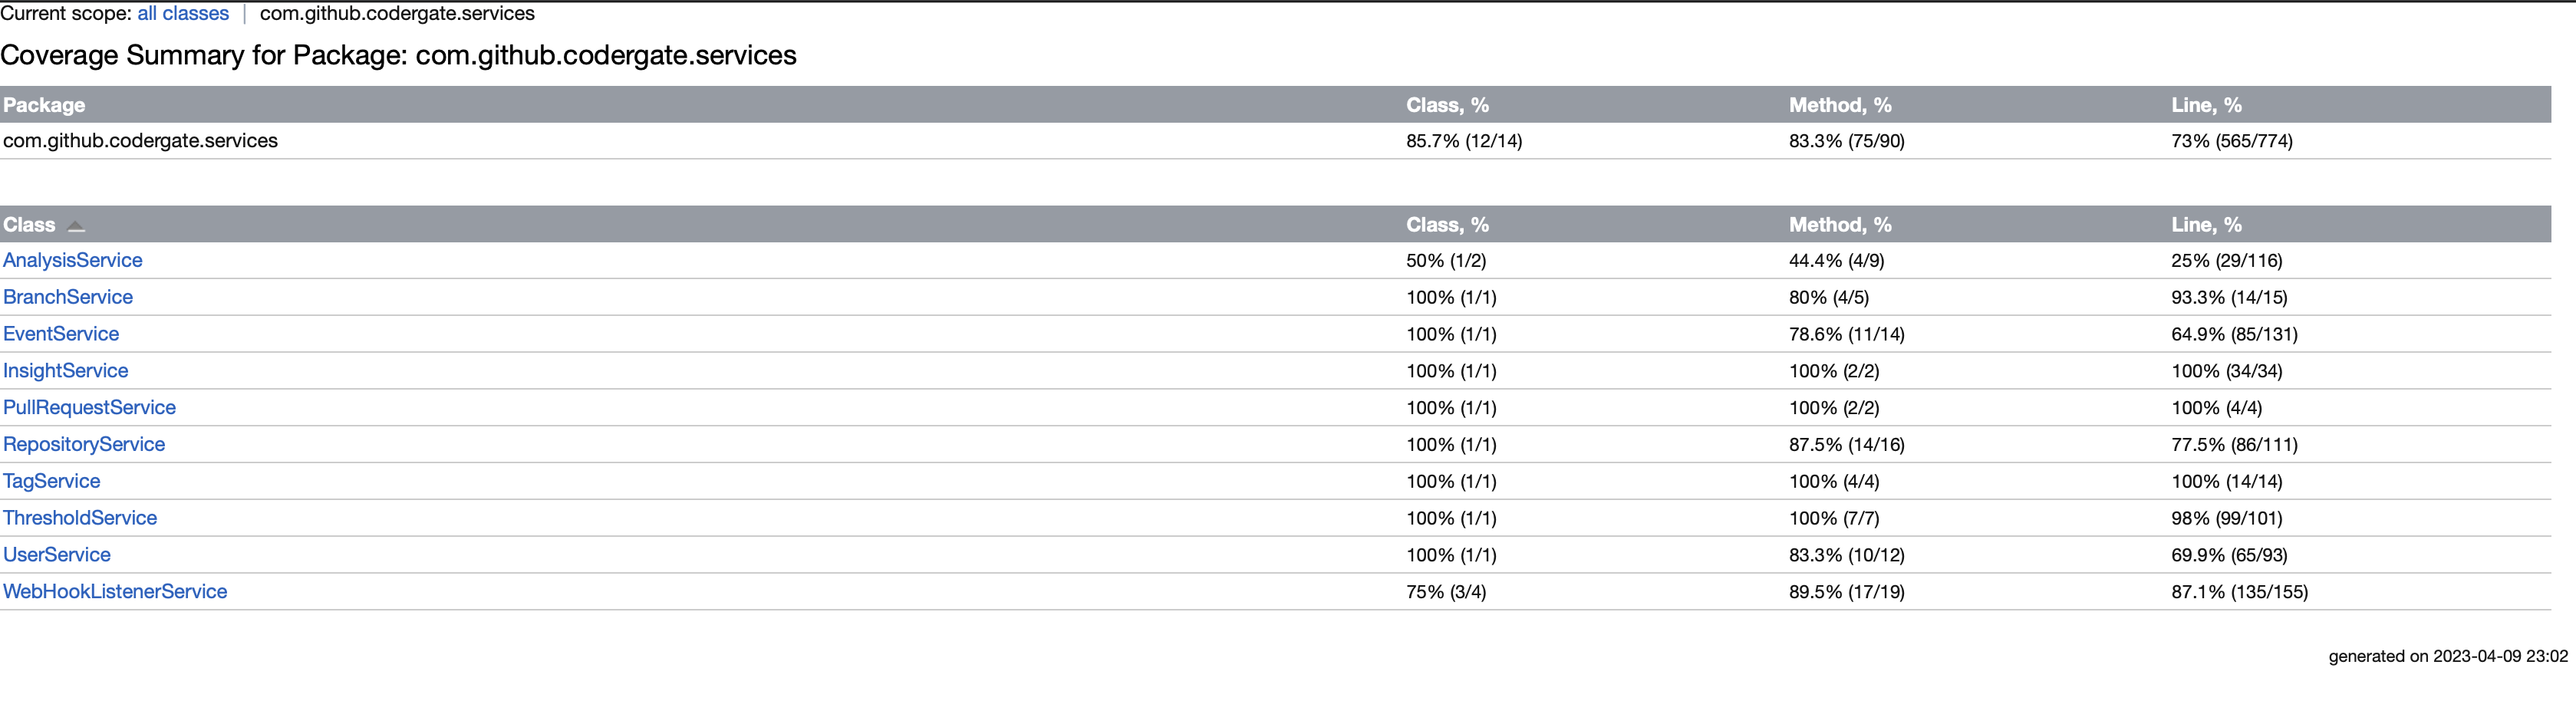 Current scope: all classes | com.github.codergate.services
Coverage Summary for Package: com.github.codergate.services
Package Class, % Method, % Line, %
com.github.codergate.services 85.7% (12/14) 83.3% (75/90) 73% (565/774)
Class Class, % Method, % Line, %
AnalysisService 50% (1/2) 44.4% (4/9) 25% (29/116)
BranchService 100% (1/1) 80% (4/5) 93.3% (14/15)
EventService 100% (1/1) 78.6% (11/14) 64.9% (85/131)
InsightService 100% (1/1) 100% (2/2) 100% (34/34)
PullRequestService 100% (1/1) 100% (2/2) 100% (4/4)
RepositoryService 100% (1/1) 87.5% (14/16) 77.5% (86/111)
TagService 100% (1/1) 100% (4/4) 100% (14/14)
ThresholdService 100% (1/1) 100% (7/7) 98% (99/101)
UserService 100% (1/1) 83.3% (10/12) 69.9% (65/93)
WebHookListenerService 75% (3/4) 89.5% (17/19) 87.1% (135/155)
generated on 2023-04-09 23:02